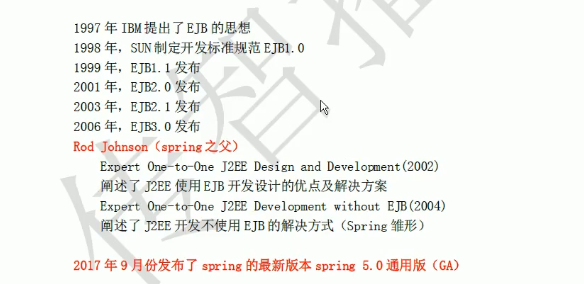 1997 年 IBM 提出了 EJB 的思想
1998 年，SUN 制定开发标准规范 EJB1.0
1999 年，EJB1.1 发布
2001 年，EJB2.0 发布
2003 年，EJB2.1 发布
2006 年，EJB3.0 发布
Rod Johnson（spring 之父）
Expert One-to-One J2EE Design and Development(2002)
阐述了 J2EE 使用 EJB 开发设计的优点及解决方案
Expert One-to-One J2EE Development without EJB(2004)
阐述了 J2EE 开发不使用 EJB 的解决方式（Spring 雏形）
2017 年 9 月份发布了 spring 的最新版本 spring 5.0 通用版（GA）
传智播